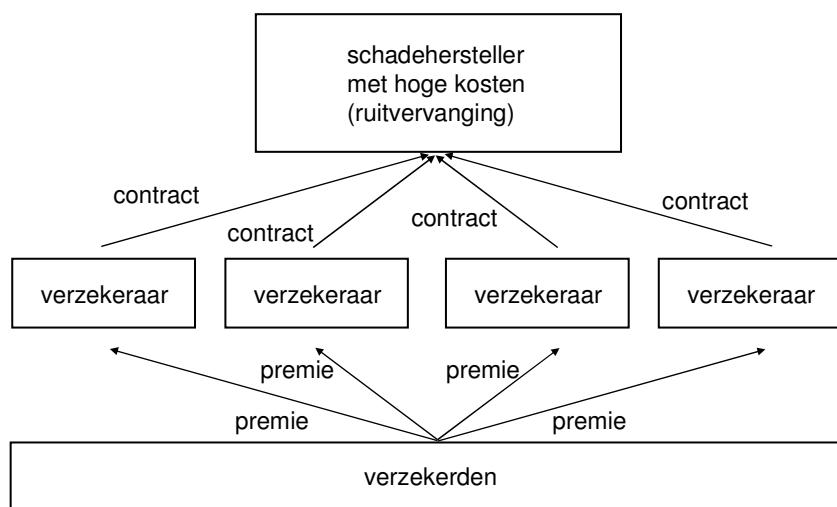 schadehersteller
met hoge kosten
(ruitvervanging)
contract
contract
contract
contract
verzekeraar
verzekeraar
verzekeraar
verzekeraar
premie
premie
premie
premie
verzekerden